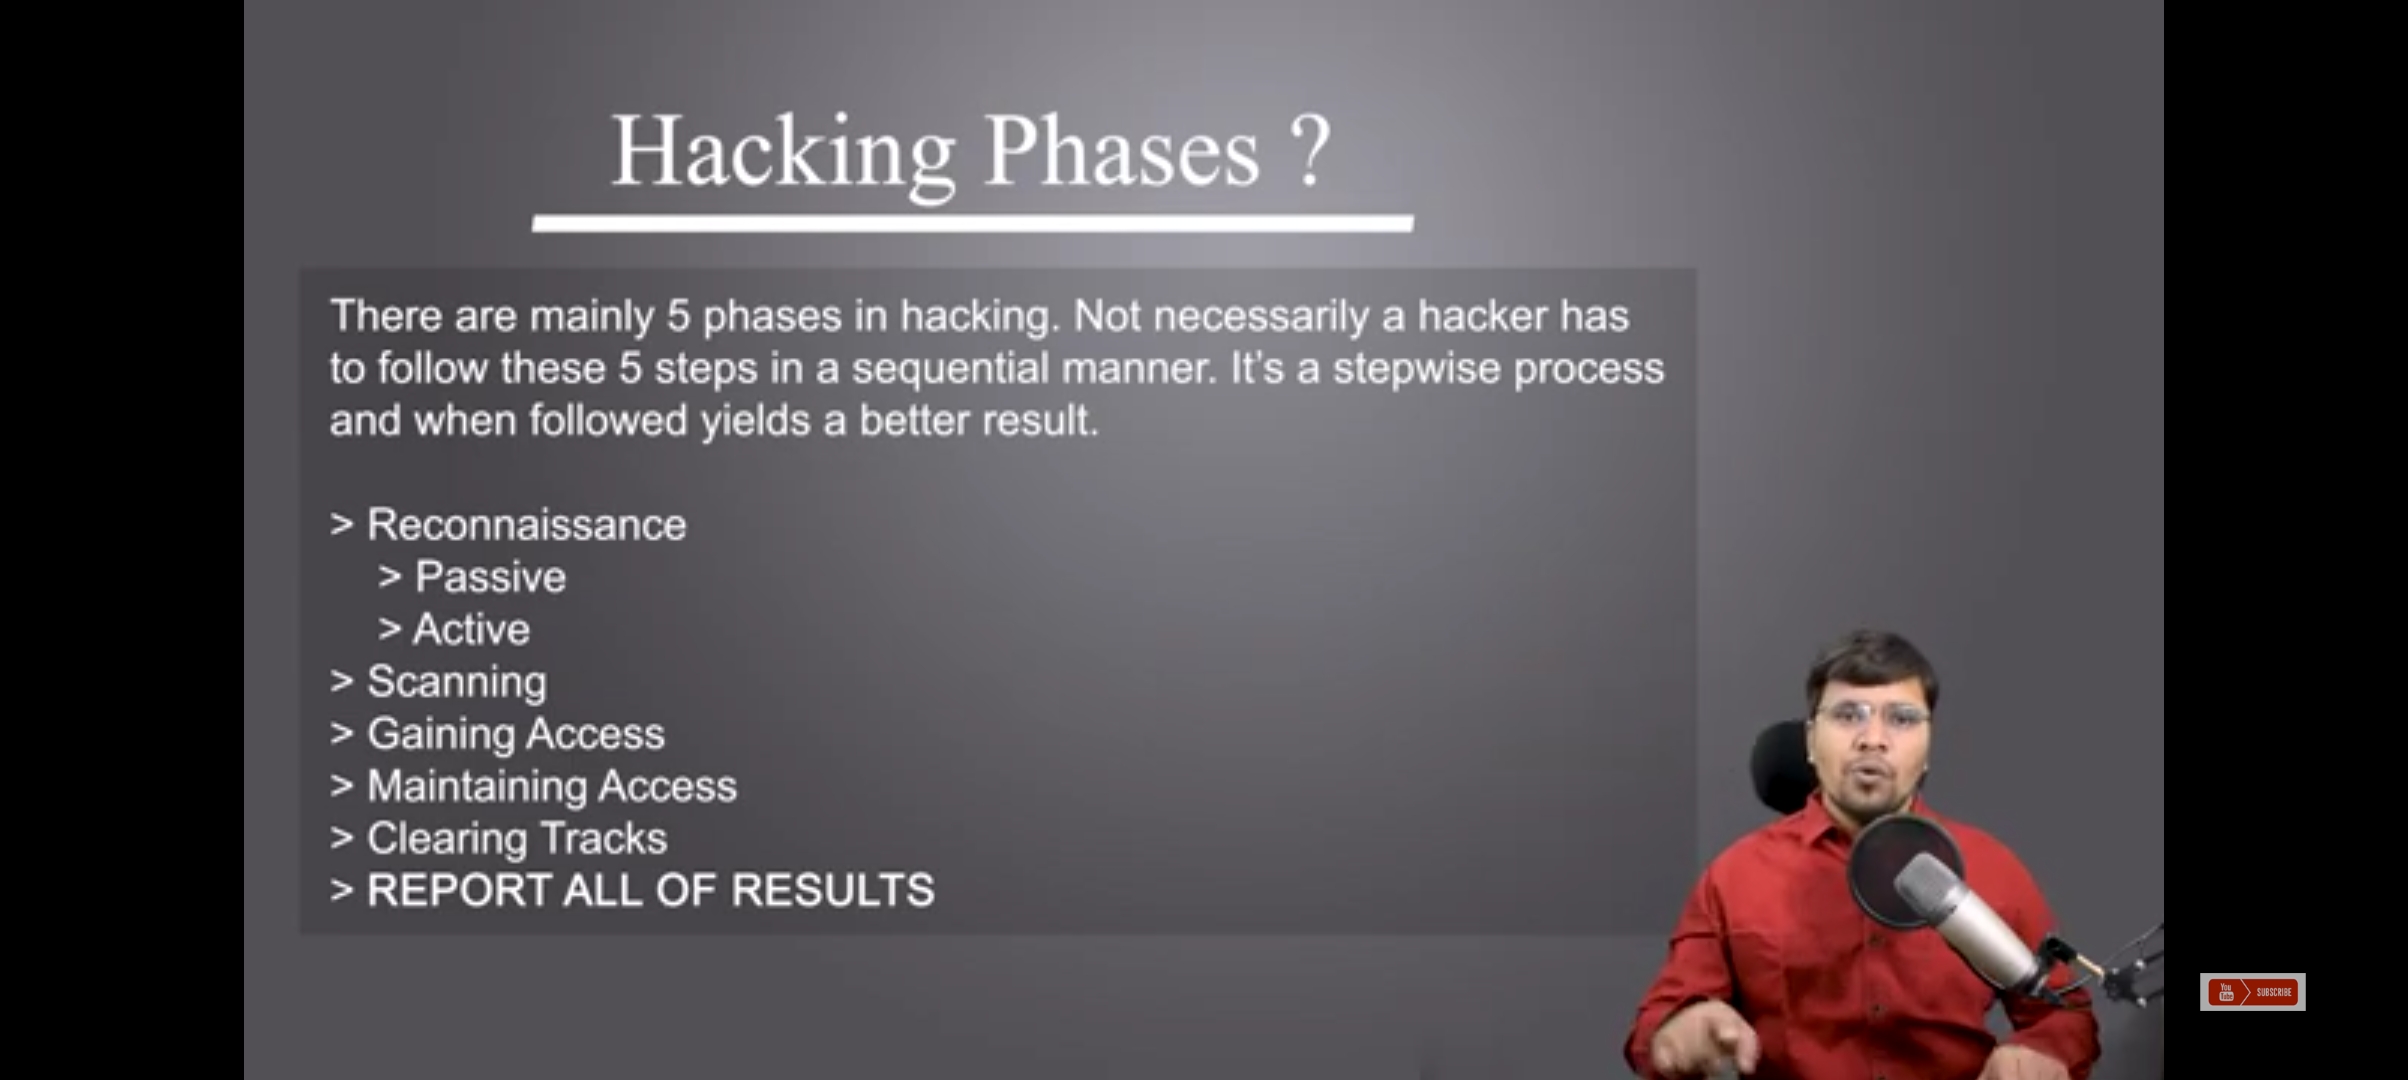 Hacking Phases ?
There are mainly 5 phases in hacking. Not necessarily a hacker has
to follow these 5 steps in a sequential manner. It's a stepwise process
and when followed yields a better result.
> Reconnaissance
> Passive
> Active
> Scanning
> Gaining Access
> Maintaining Access
> Clearing Tracks
> REPORT ALL OF RESULTS
You
Tube
SUBSCRIBE